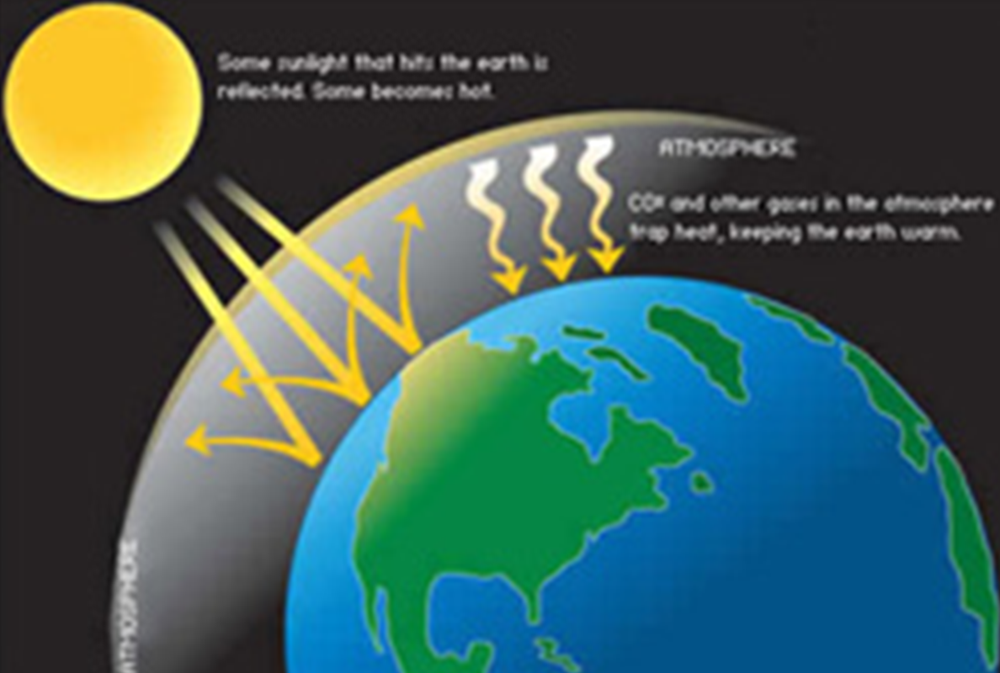 Some sunlight that hits the earth is
reflected. Some becomes hot.
ATMOSPHERE
CO² and other gases in the atmosphere
trap heat, keeping the earth warm.
ATMOSPHERE